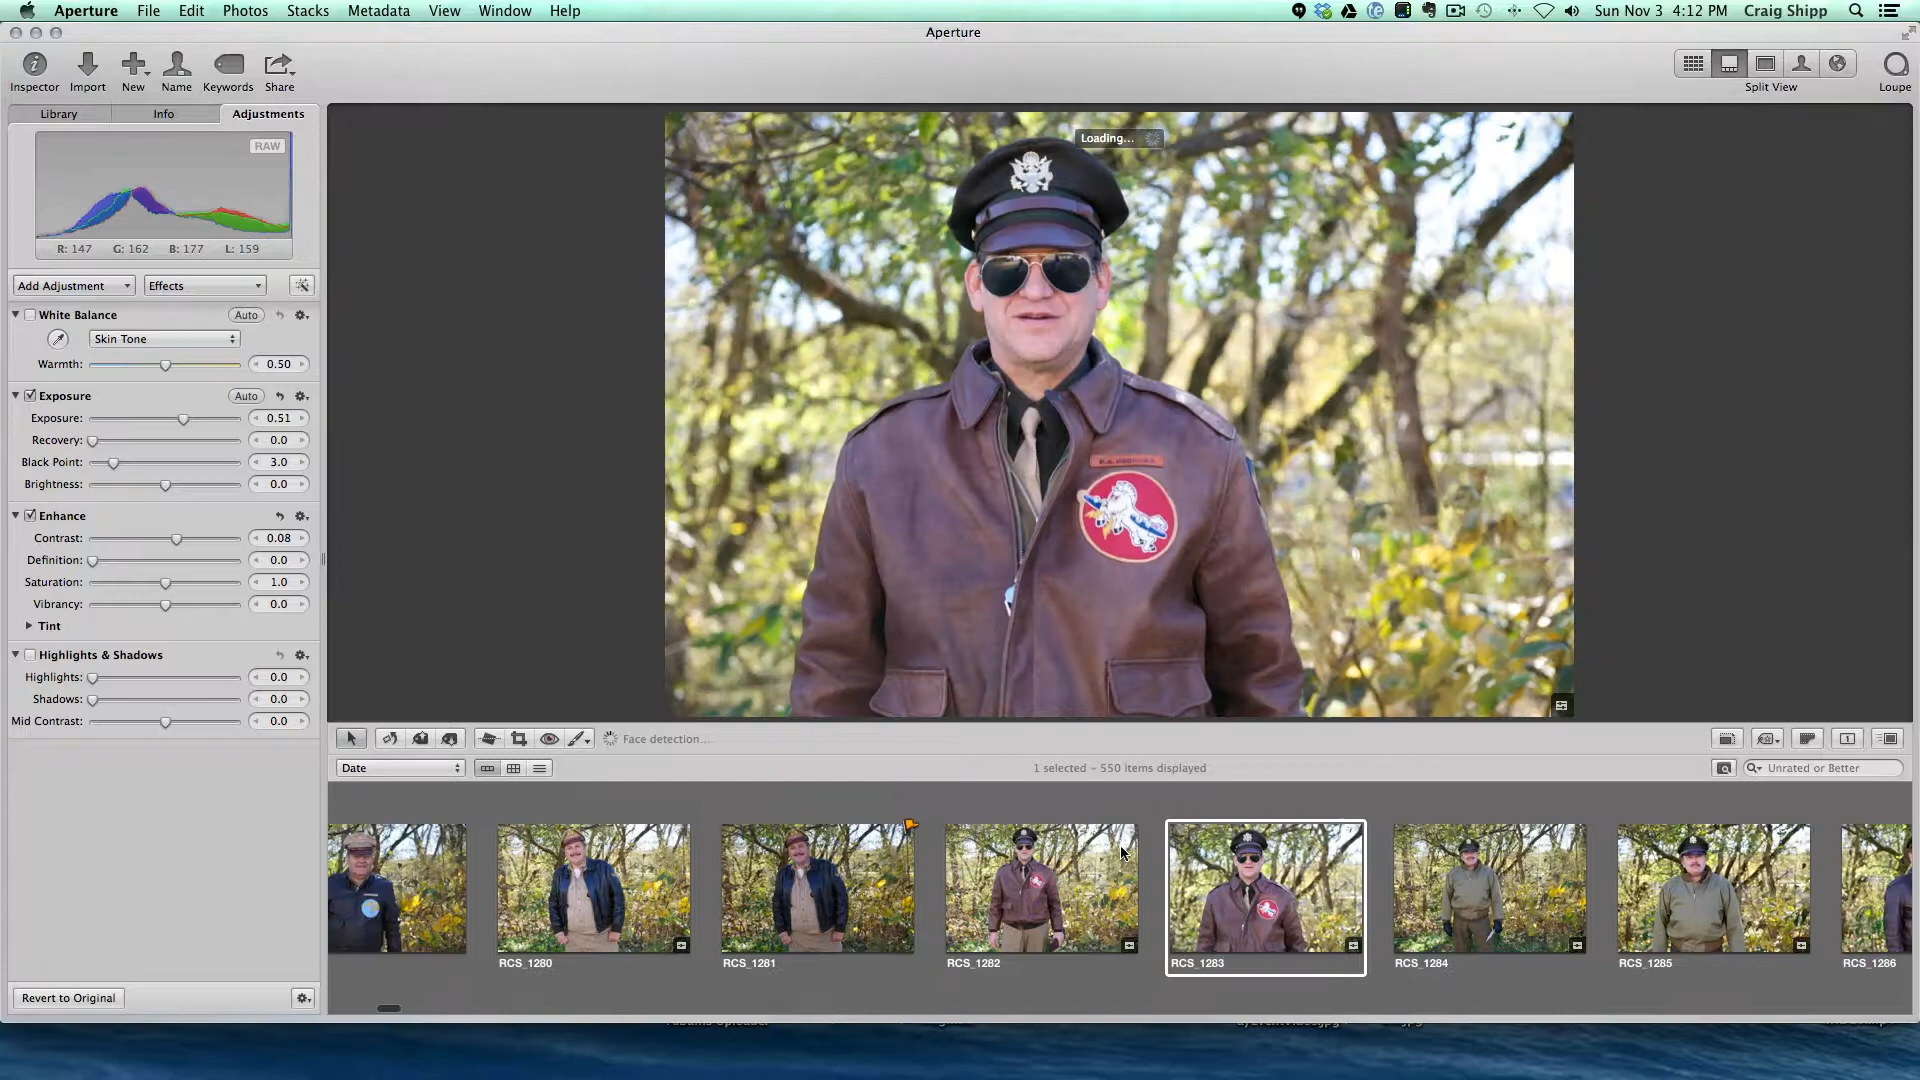 Aperture File Edit Photos Stacks Metadata View Window Help Sun Nov 3 4:12 PM Craig Shipp
Aperture
Inspector Import New Name Keywords Share Split View Loupe
Library Info Adjustments
RAW
Loading...
R: 147 G: 162 B: 177 L: 159
Add Adjustment Effects
White Balance Auto
Skin Tone
Warmth: 0.50
Exposure Auto
Exposure: 0.51
Recovery: 0.0
Black Point: 3.0
Brightness: 0.0
Enhance
Contrast: 0.08
Definition: 0.0
Saturation: 1.0
Vibrancy: 0.0
Tint
Highlights & Shadows
Highlights: 0.0
Shadows: 0.0
Mid Contrast: 0.0
Face detection...
Date 1 selected - 550 items displayed Unrated or Better
RCS_1280 RCS_1281 RCS_1282 RCS_1283 RCS_1284 RCS_1285 RCS_1286
Revert to Original